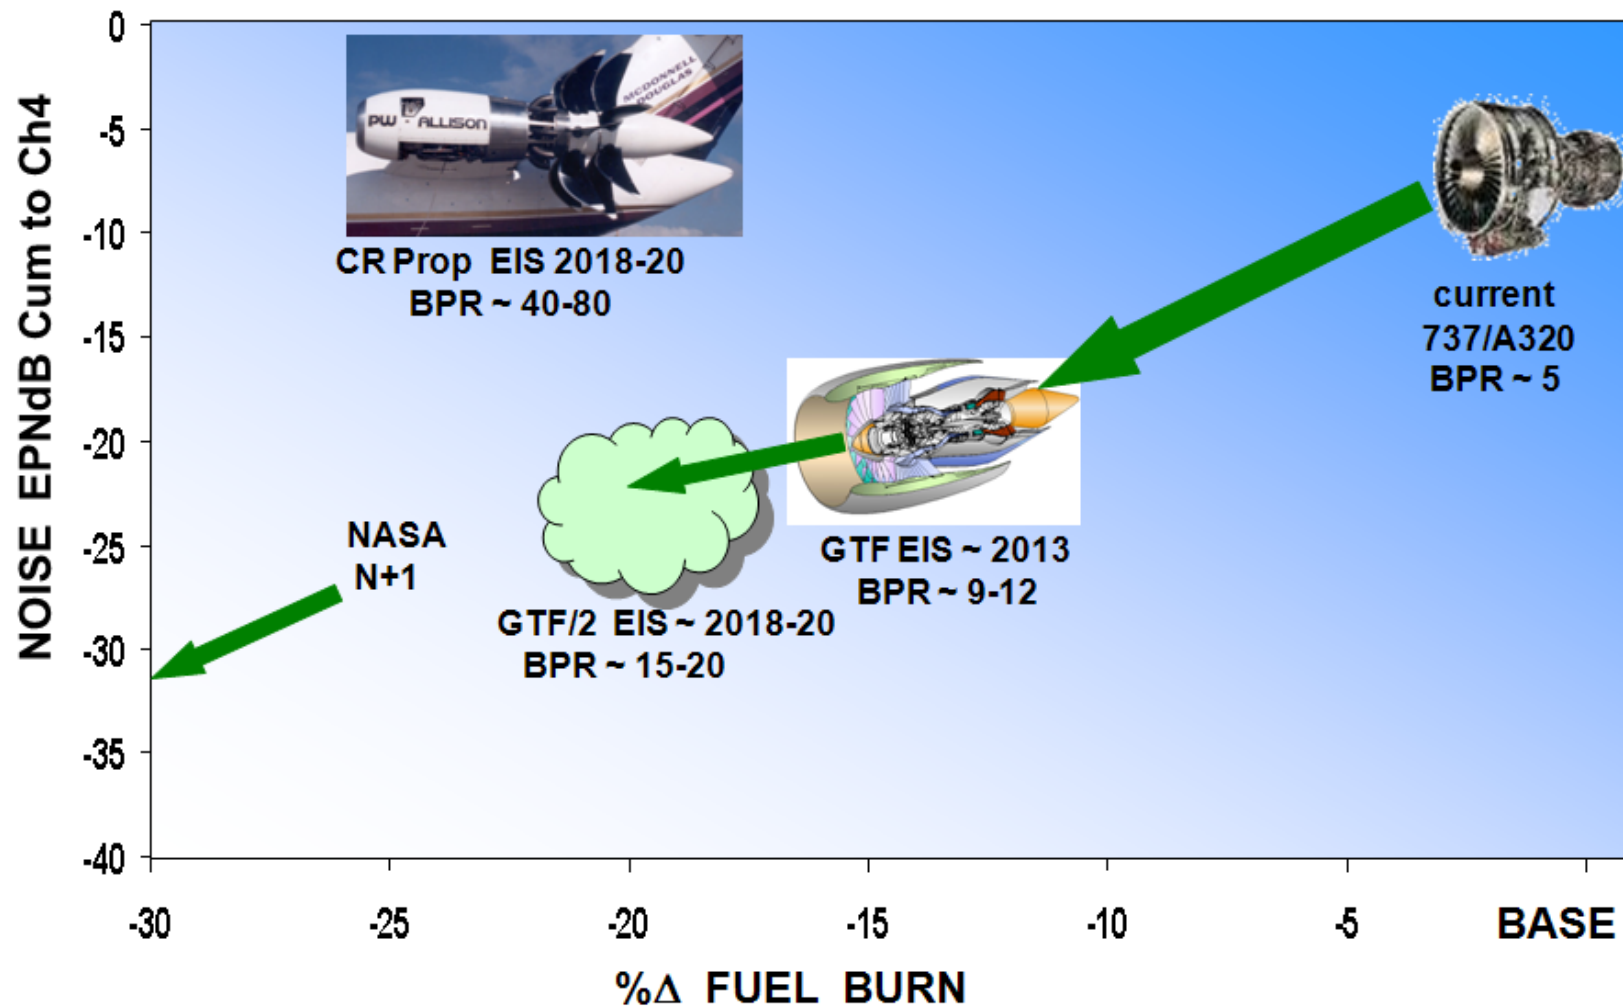 NOISE EPNdB Cum to Ch4
0
-5
-10
-15
-20
-25
-30
-35
-40
PW ALLISON
MCDONNELL
DOUGLAS
CR Prop EIS 2018-20
BPR ~ 40-80
current
737/A320
BPR ~ 5
GTF EIS ~ 2013
BPR ~ 9-12
NASA
N+1
GTF/2 EIS ~ 2018-20
BPR ~ 15-20
-30
-25
-20
-15
-10
-5
BASE
%Δ FUEL BURN